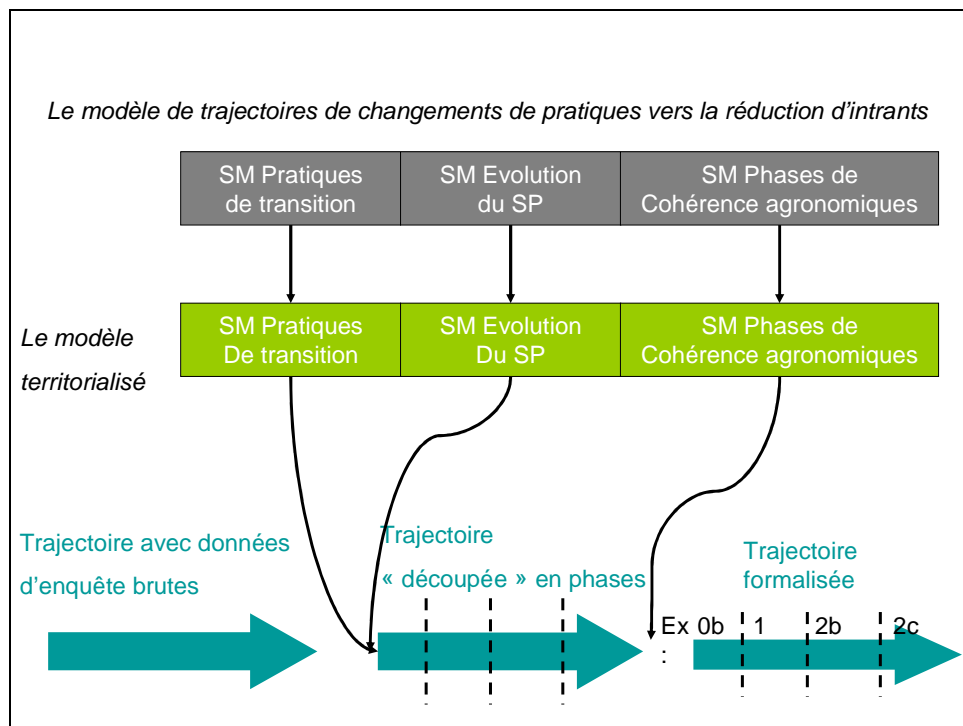 Le modèle de trajectoires de changements de pratiques vers la réduction d'intrants
SM Pratiques
de transition
SM Evolution
du SP
SM Phases de
Cohérence agronomiques
Le modèle
territorialisé
SM Pratiques
De transition
SM Evolution
Du SP
SM Phases de
Cohérence agronomiques
Trajectoire avec données
d'enquête brutes
Trajectoire
« découpée » en phases
Trajectoire
formalisée
Ex
:
0b
1
2b
2c